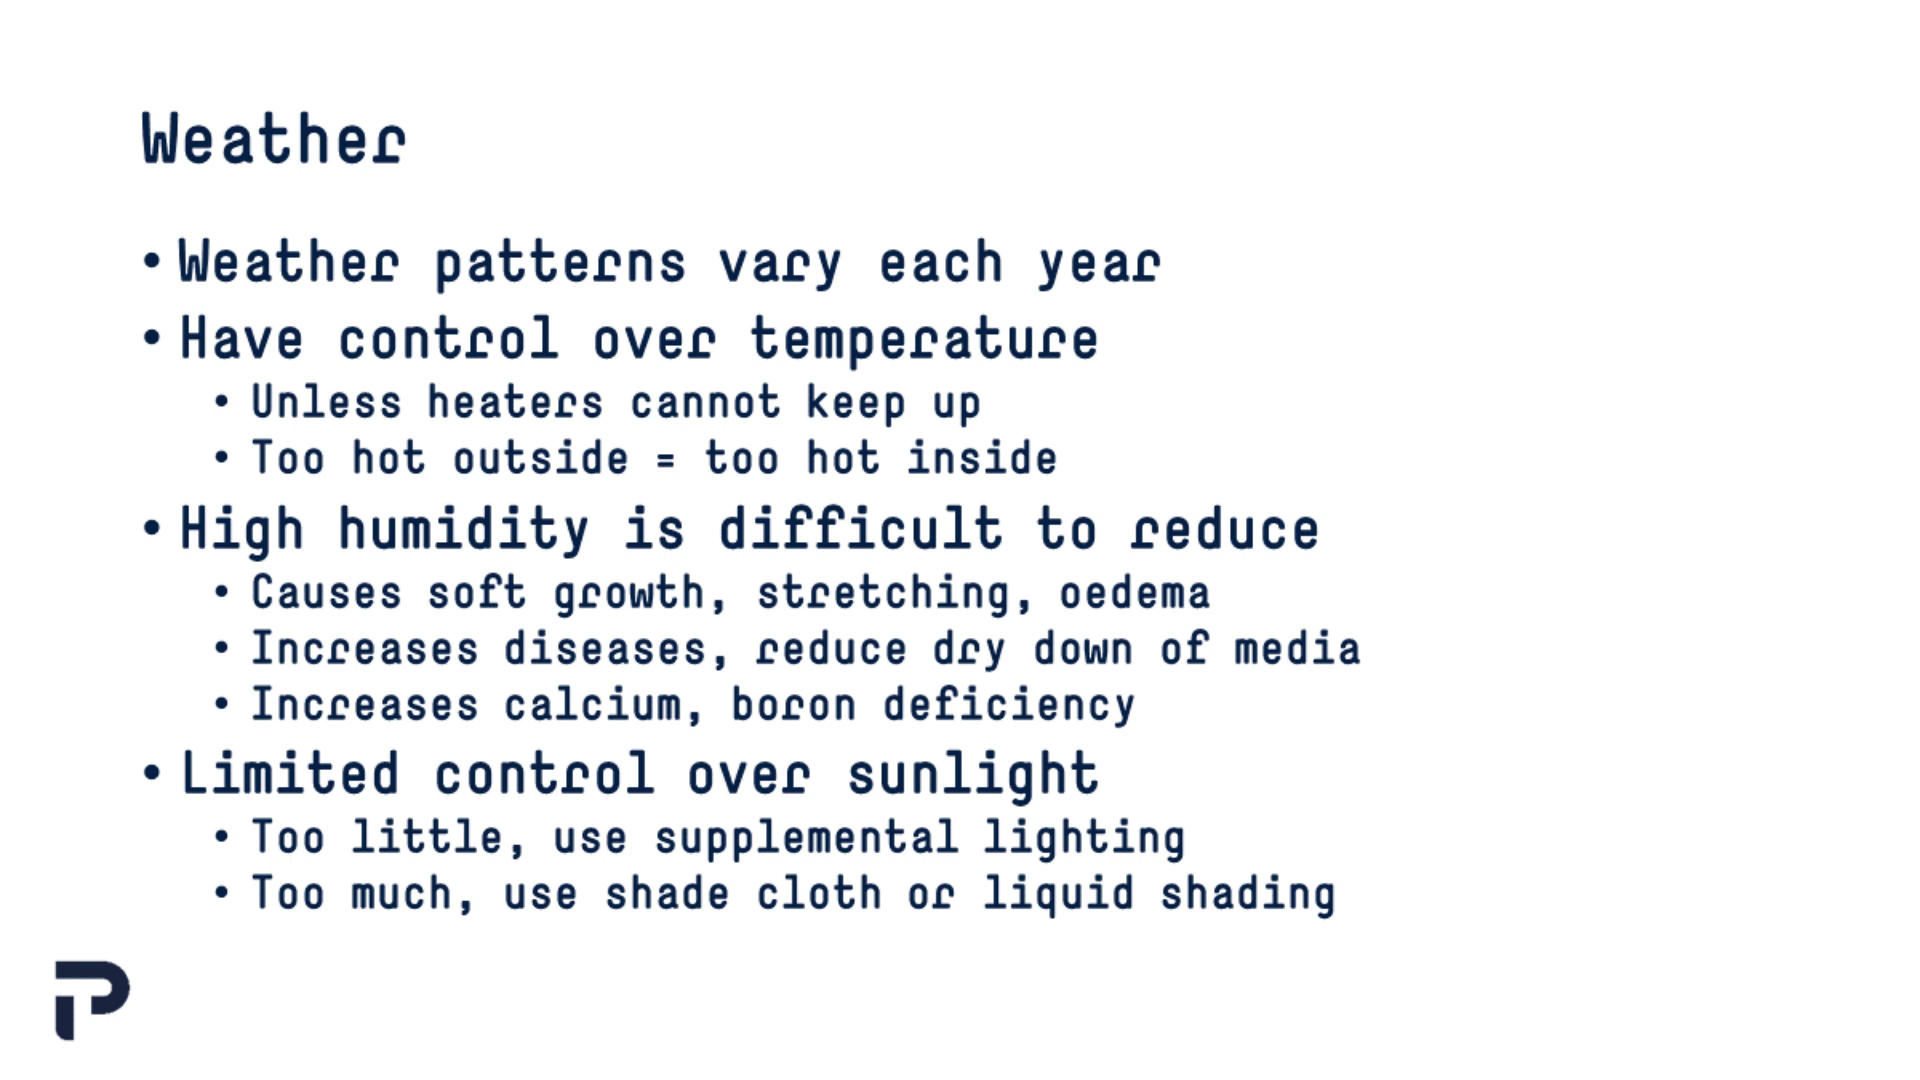 Weather
• Weather patterns vary each year
• Have control over temperature
• Unless heaters cannot keep up
• Too hot outside = too hot inside
• High humidity is difficult to reduce
• Causes soft growth, stretching, oedema
• Increases diseases, reduce dry down of media
• Increases calcium, boron deficiency
• Limited control over sunlight
• Too little, use supplemental lighting
• Too much, use shade cloth or liquid shading
P